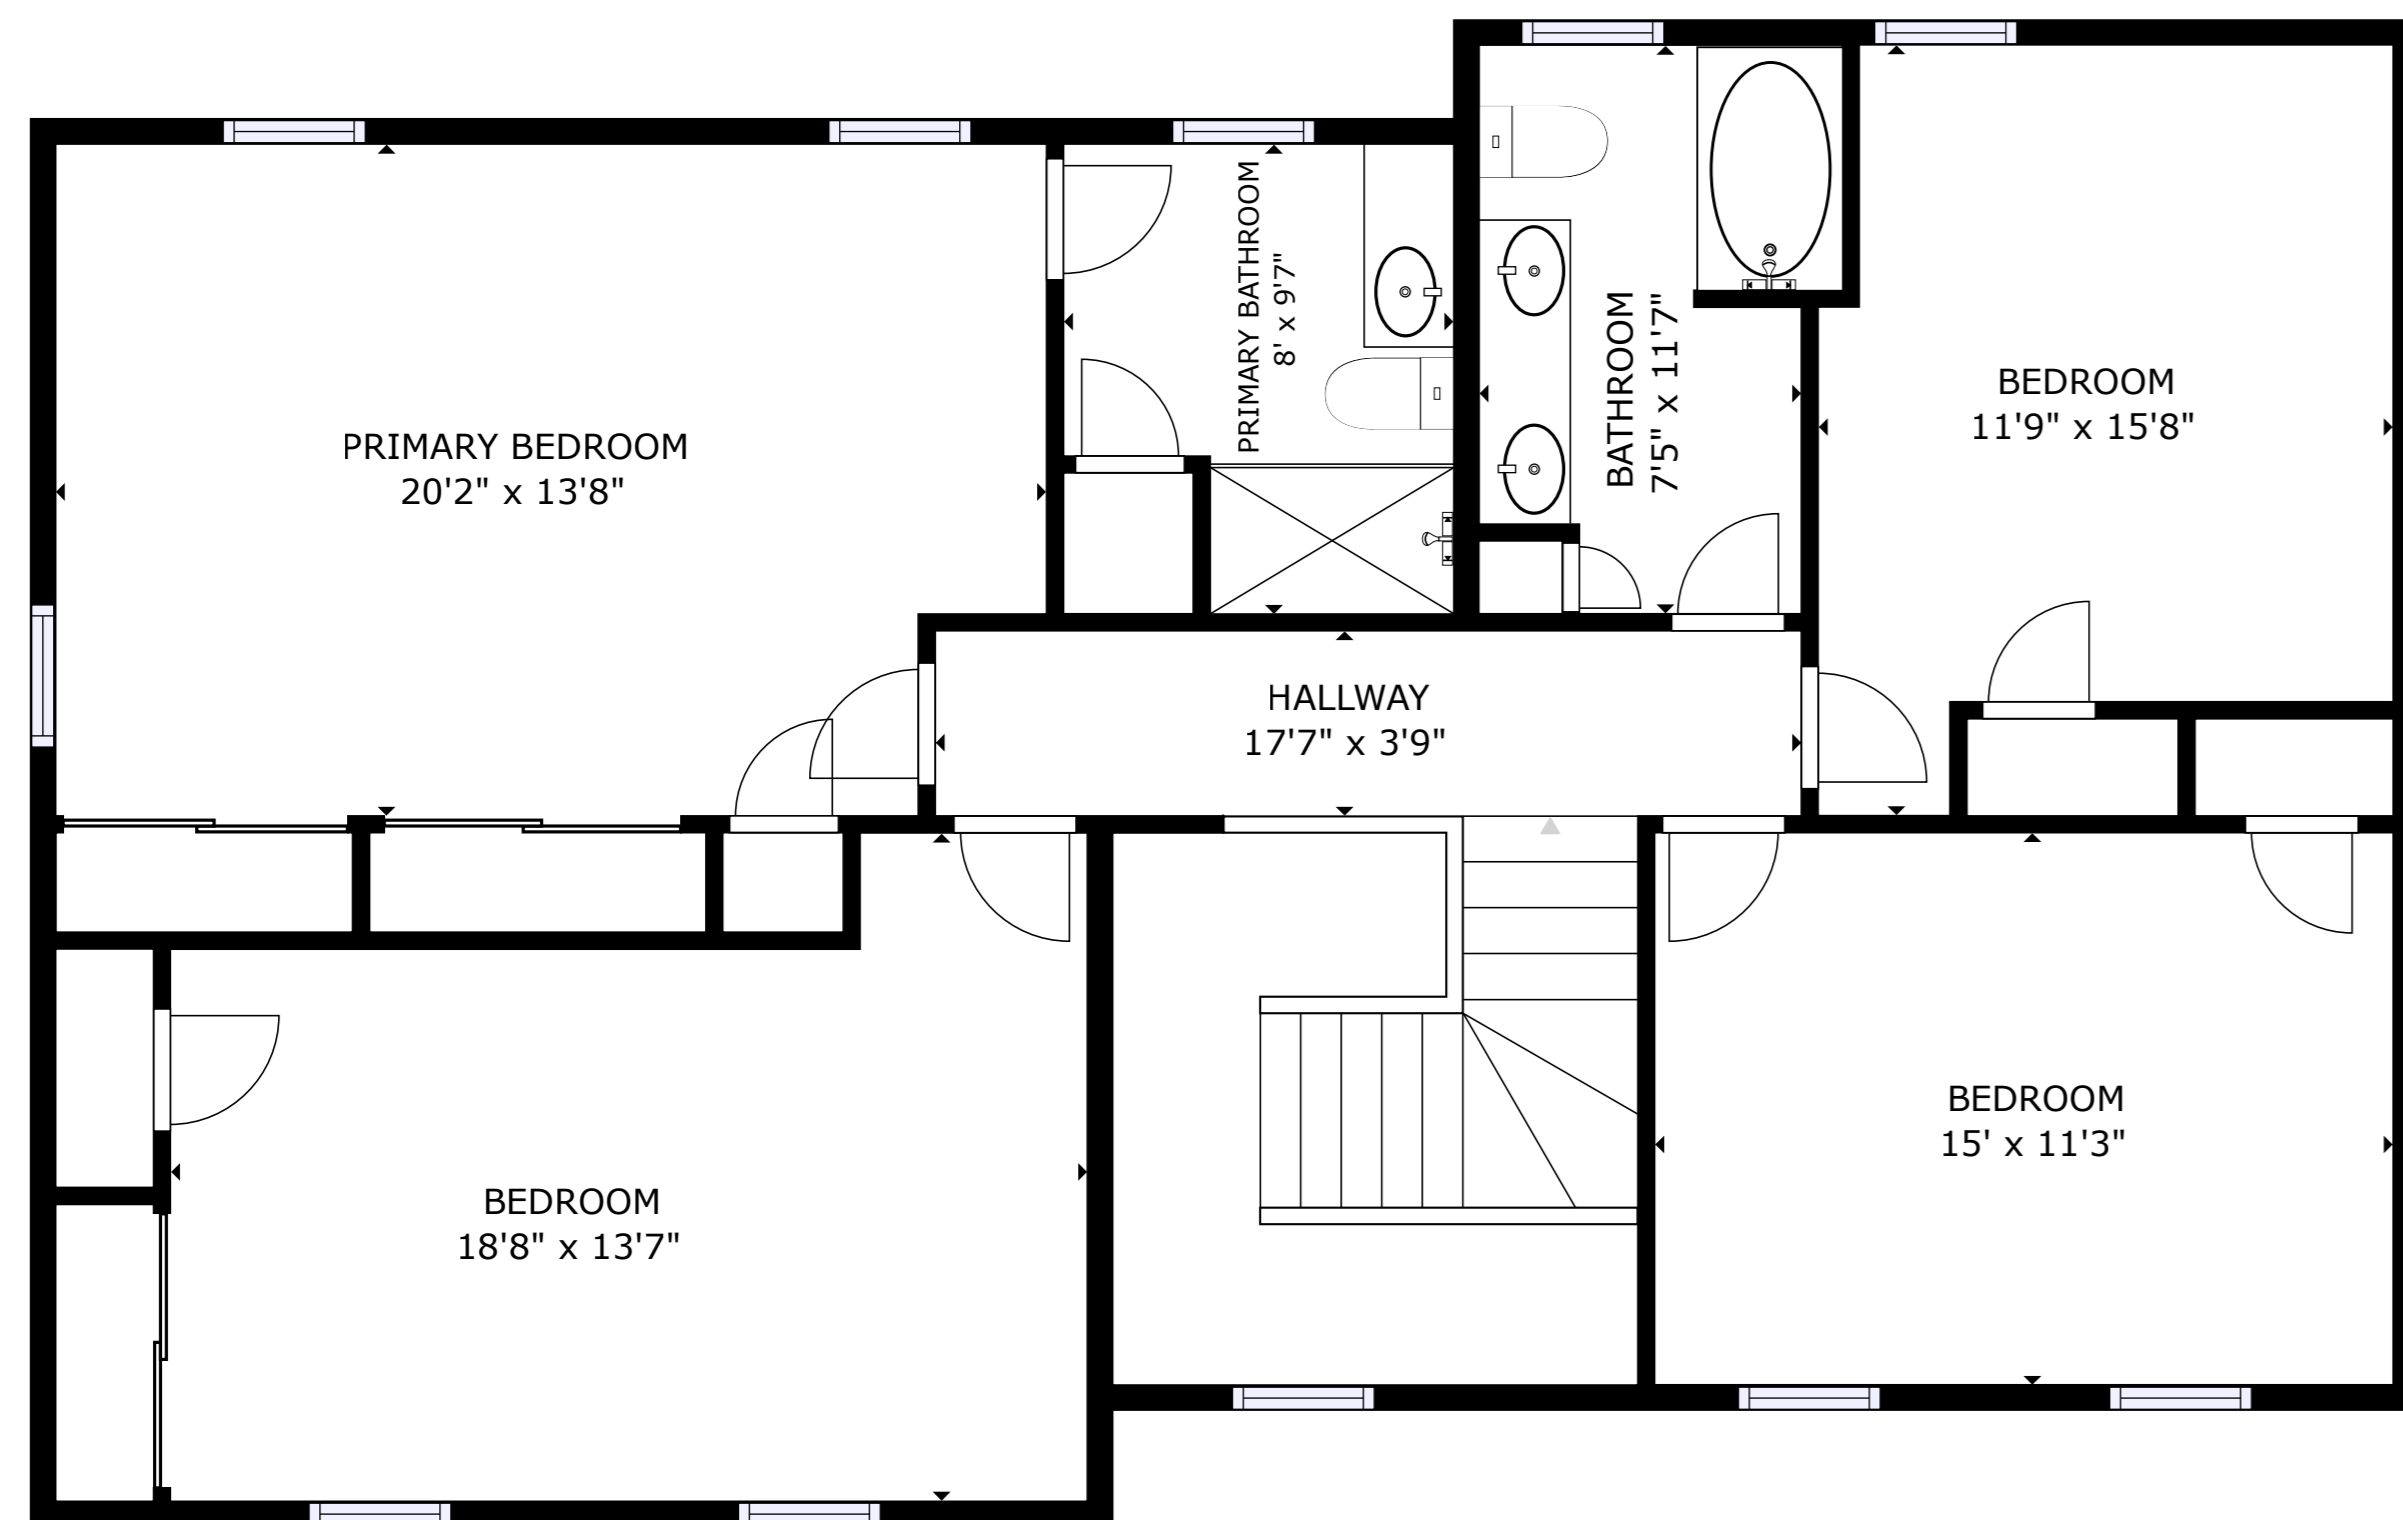 PRIMARY BEDROOM
20'2" x 13'8"
PRIMARY BATHROOM
8' x 9'7"
BATHROOM
7'5" x 11'7"
BEDROOM
11'9" x 15'8"
HALLWAY
17'7" x 3'9"
BEDROOM
18'8" x 13'7"
BEDROOM
15' x 11'3"